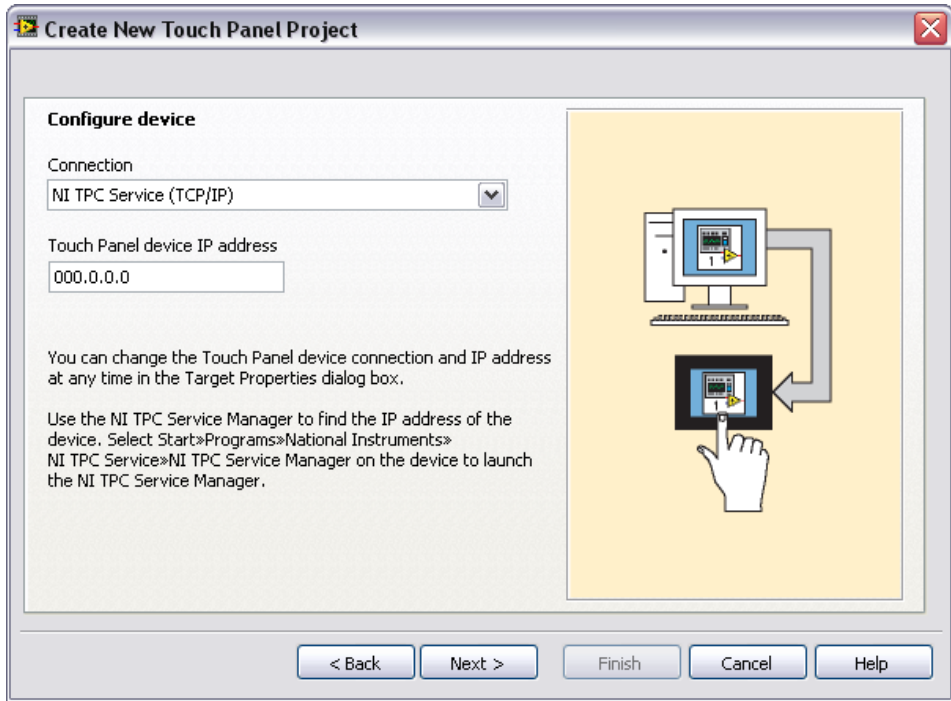 Create New Touch Panel Project
Configure device
Connection
NI TPC Service (TCP/IP)
Touch Panel device IP address
000.0.0.0
You can change the Touch Panel device connection and IP address
at any time in the Target Properties dialog box.
Use the NI TPC Service Manager to find the IP address of the
device. Select Start»Programs»National Instruments»
NI TPC Service»NI TPC Service Manager on the device to launch
the NI TPC Service Manager.
1
1
< Back
Next >
Finish
Cancel
Help